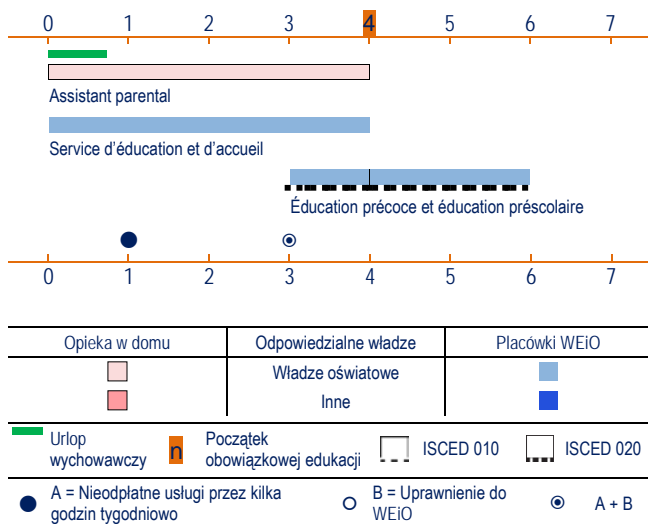 0 1 2 3 4 5 6 7
Assistant parental
Service d’éducation et d’accueil
Éducation précoce et éducation préscolaire
0 1 2 3 4 5 6 7
Opieka w domu Odpowiedzialne władze Placówki WEiO
Władze oświatowe
Inne
Urlop
wychowawczy
n
Początek
obowiązkowej edukacji
ISCED 010
ISCED 020
A = Nieodpłatne usługi przez kilka
godzin tygodniowo
B = Uprawnienie do
WEiO
A + B